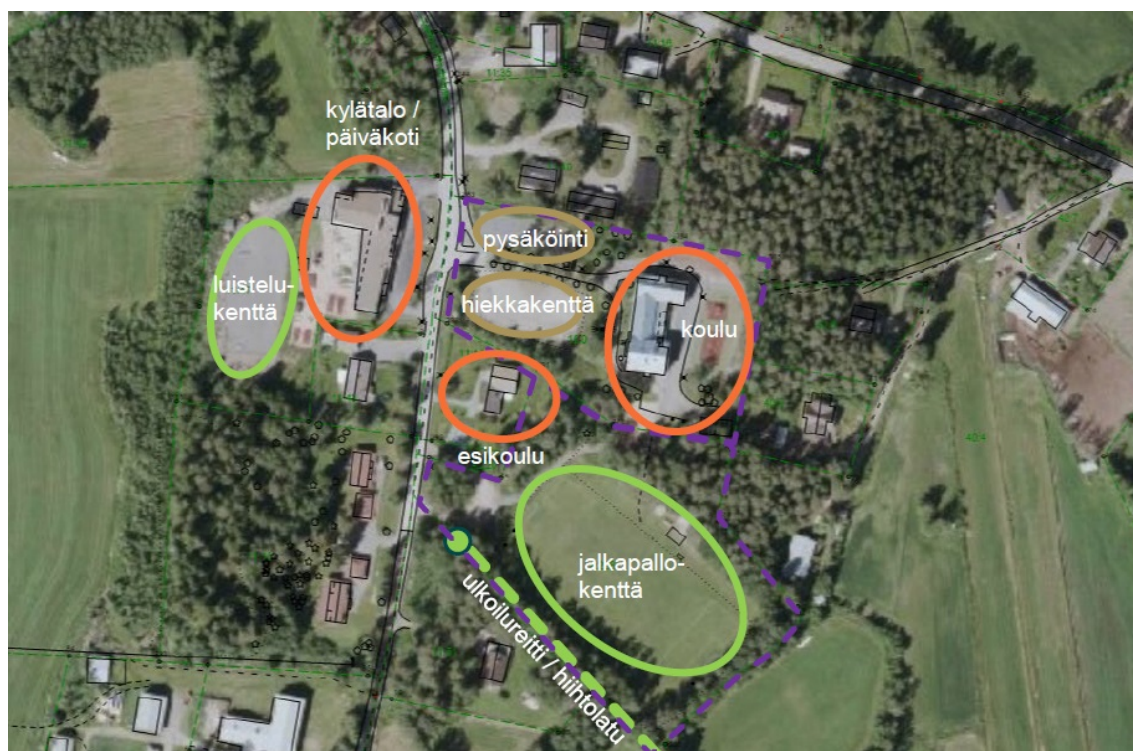 kylätalo /
päiväkoti
pysäköinti
luistelu-
kenttä
hiekkakenttä
koulu
esikoulu
jalkapallo-
kenttä
ulkoilureitti / hiihtolatu